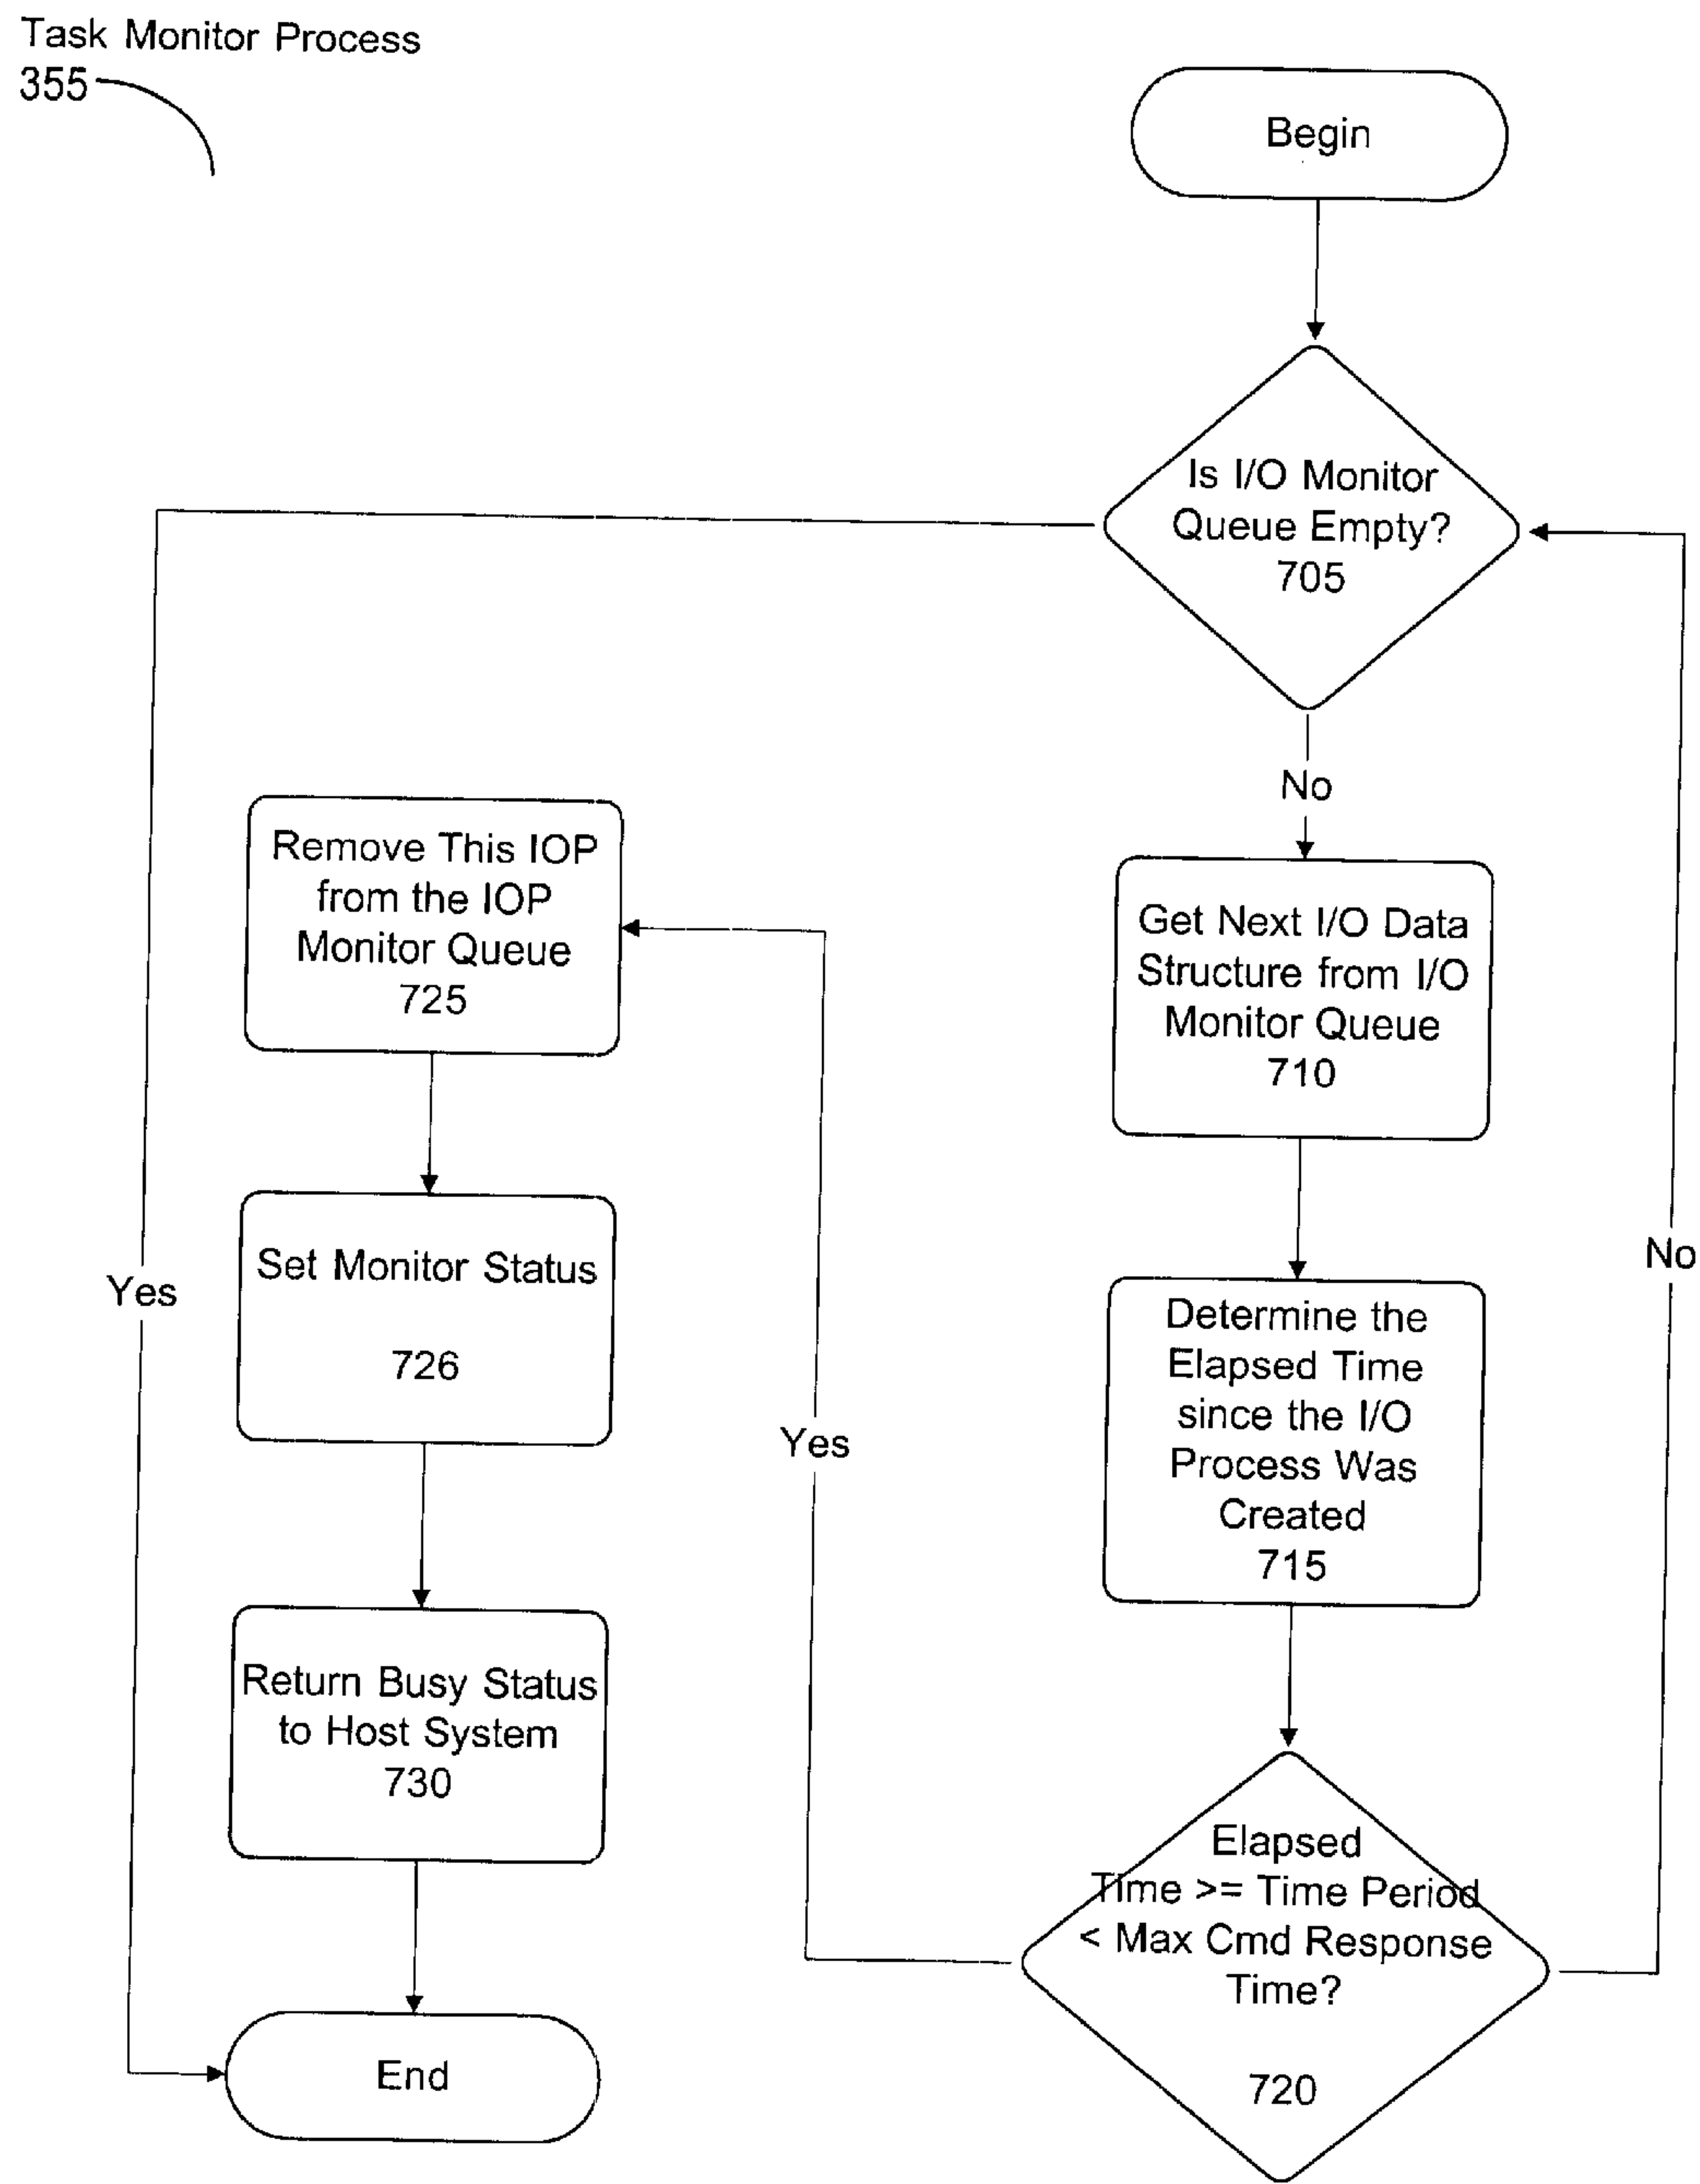 Task Monitor Process
355
Begin
Is I/O Monitor
Queue Empty?
705
No
Get Next I/O Data
Structure from I/O
Monitor Queue
710
Determine the
Elapsed Time
since the I/O
Process Was
Created
715
Elapsed
Time >= Time Period
< Max Cmd Response
Time?
720
No
Yes
Remove This IOP
from the IOP
Monitor Queue
725
Set Monitor Status
726
Return Busy Status
to Host System
730
Yes
End